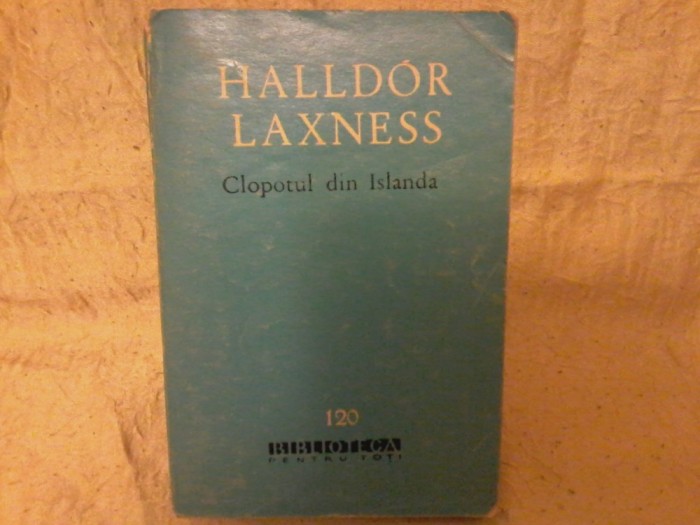 HALLDÓR
LAXNESS
Clopotul din Islanda
120
BIBLIOTECA
PENTRU TOȚI